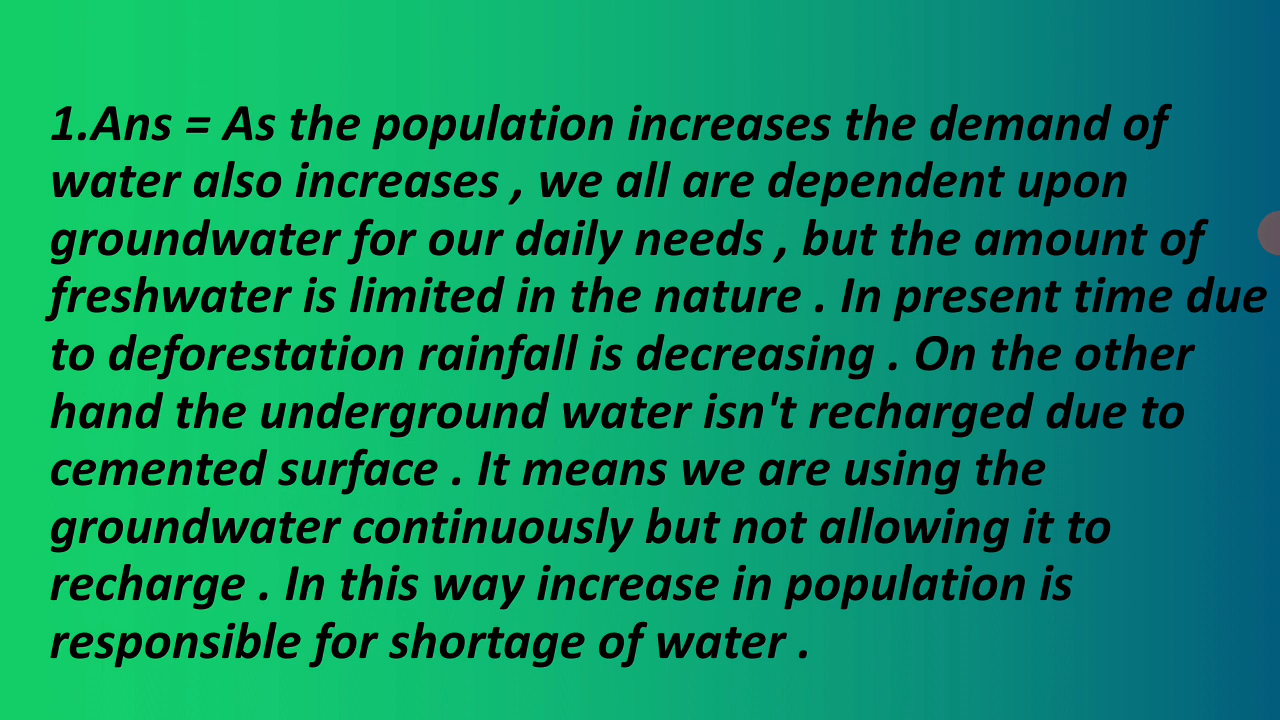 1.Ans = As the population increases the demand of
water also increases , we all are dependent upon
groundwater for our daily needs , but the amount of
freshwater is limited in the nature . In present time due
to deforestation rainfall is decreasing . On the other
hand the underground water isn't recharged due to
cemented surface . It means we are using the
groundwater continuously but not allowing it to
recharge . In this way increase in population is
responsible for shortage of water .